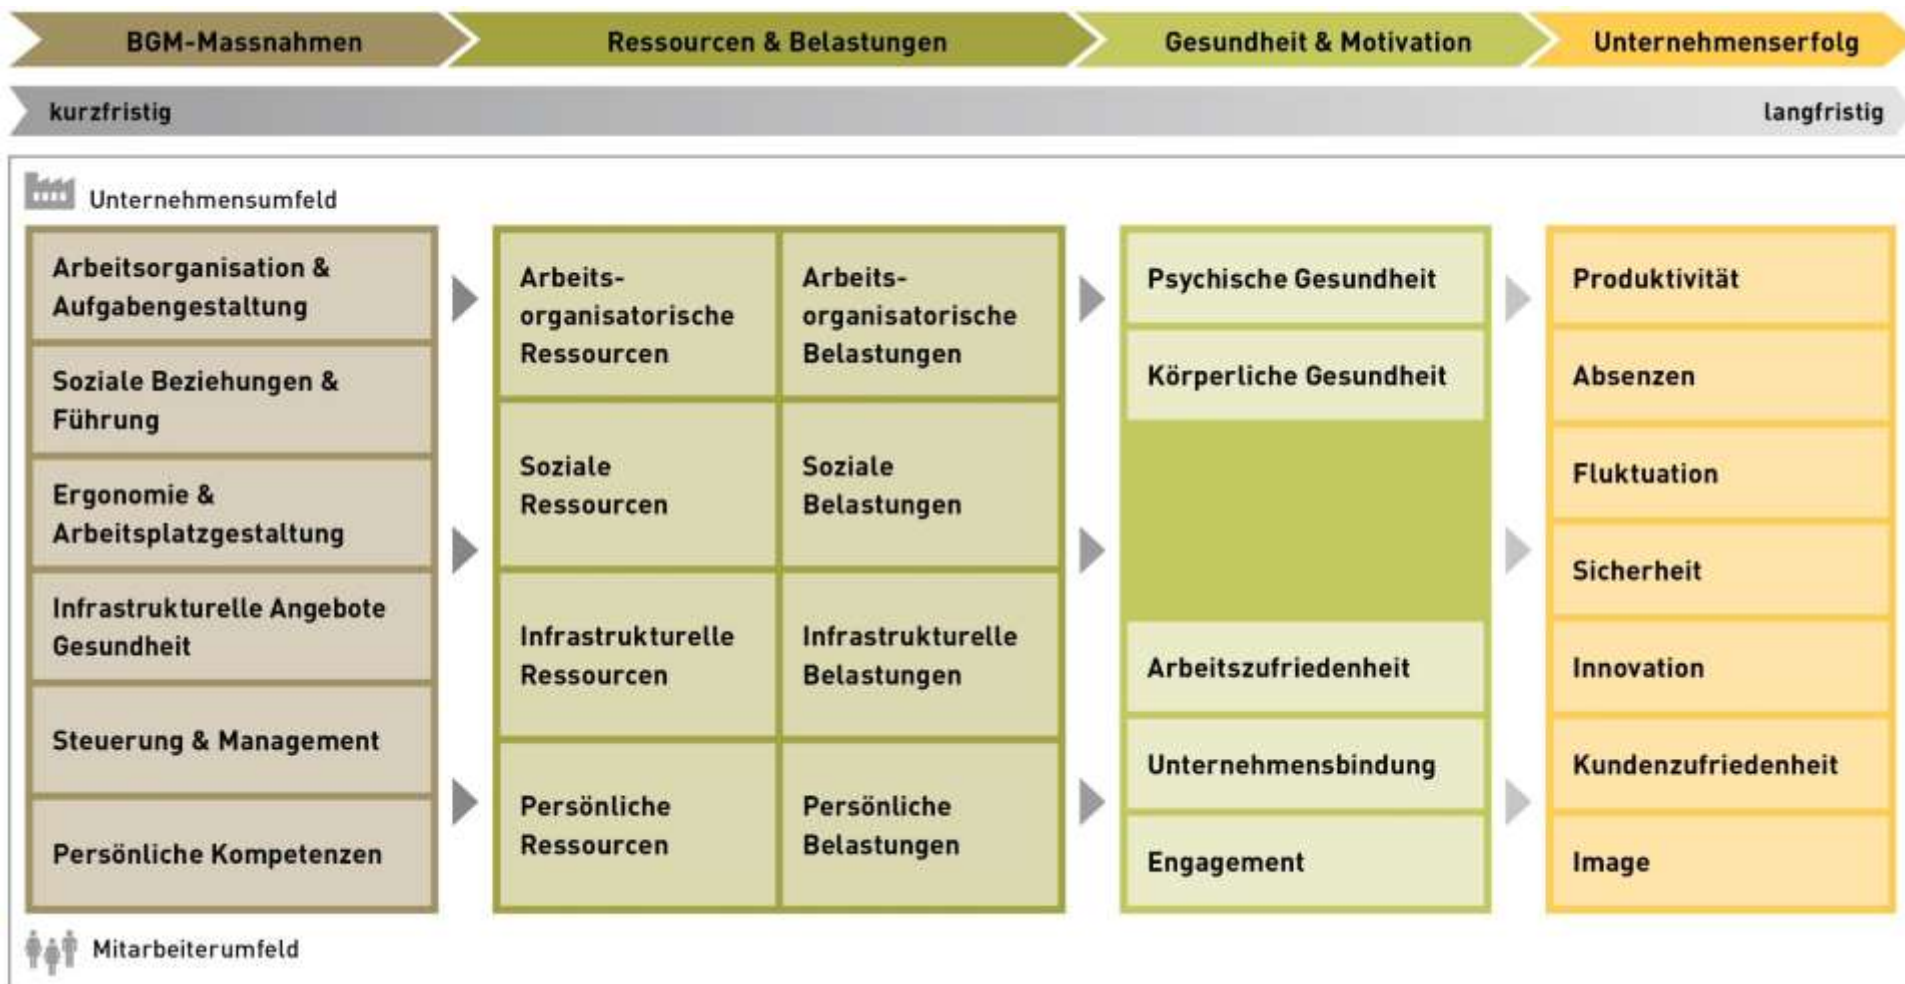 BGM-Massnahmen
Ressourcen & Belastungen
Gesundheit & Motivation
Unternehmenserfolg
kurzfristig
langfristig
Unternehmensumfeld
Arbeitsorganisation &
Aufgabengestaltung
Soziale Beziehungen &
Führung
Ergonomie &
Arbeitsplatzgestaltung
Infrastrukturelle Angebote
Gesundheit
Steuerung & Management
Persönliche Kompetenzen
Arbeits-
organisatorische
Ressourcen
Arbeits-
organisatorische
Belastungen
Soziale
Ressourcen
Soziale
Belastungen
Infrastrukturelle
Ressourcen
Infrastrukturelle
Belastungen
Persönliche
Ressourcen
Persönliche
Belastungen
Psychische Gesundheit
Körperliche Gesundheit
Arbeitszufriedenheit
Unternehmensbindung
Engagement
Produktivität
Absenzen
Fluktuation
Sicherheit
Innovation
Kundenzufriedenheit
Image
Mitarbeiterumfeld